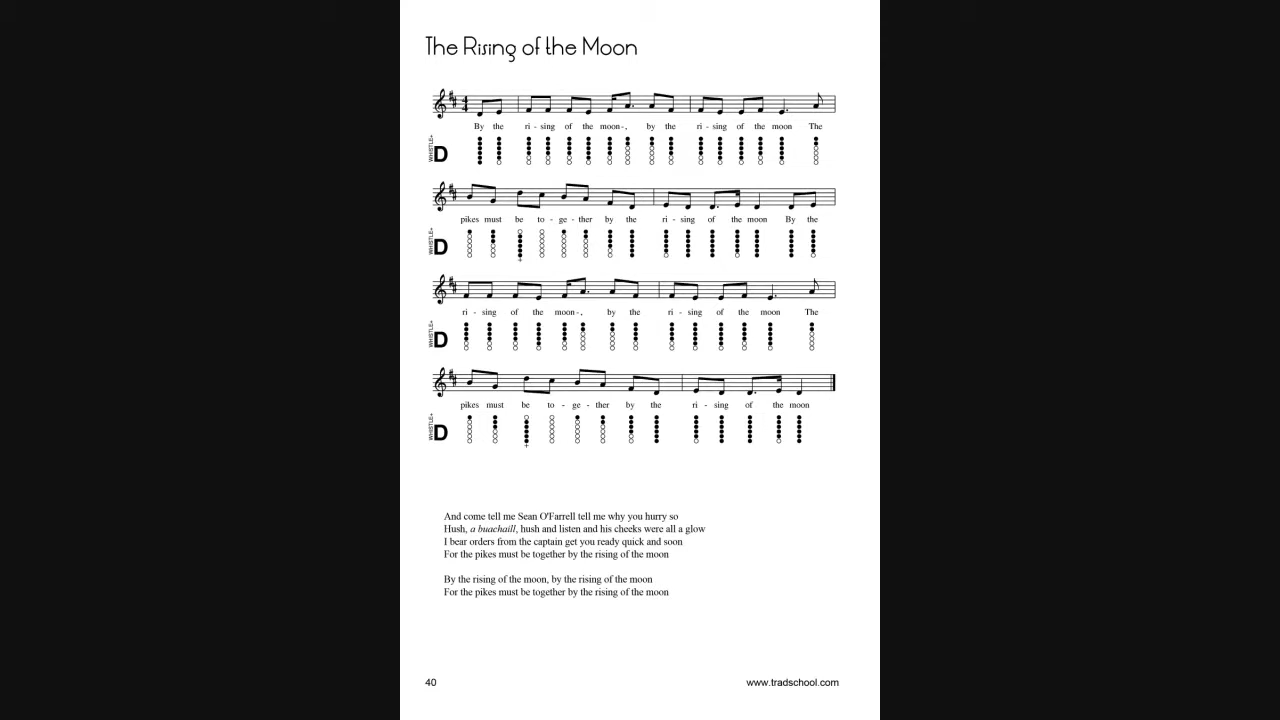 The Rising of the Moon
4 4
By the ri - sing of the moon-, by the ri - sing of the moon The
WHISTLE+ D
pikes must be to - ge - ther by the ri - sing of the moon By the
WHISTLE+ D
+
ri - sing of the moon-, by the ri - sing of the moon The
WHISTLE+ D
pikes must be to - ge - ther by the ri - sing of the moon
WHISTLE+ D
+
And come tell me Sean O'Farrell tell me why you hurry so
Hush, a buachaill, hush and listen and his cheeks were all a glow
I bear orders from the captain get you ready quick and soon
For the pikes must be together by the rising of the moon
By the rising of the moon, by the rising of the moon
For the pikes must be together by the rising of the moon
40
www.tradschool.com